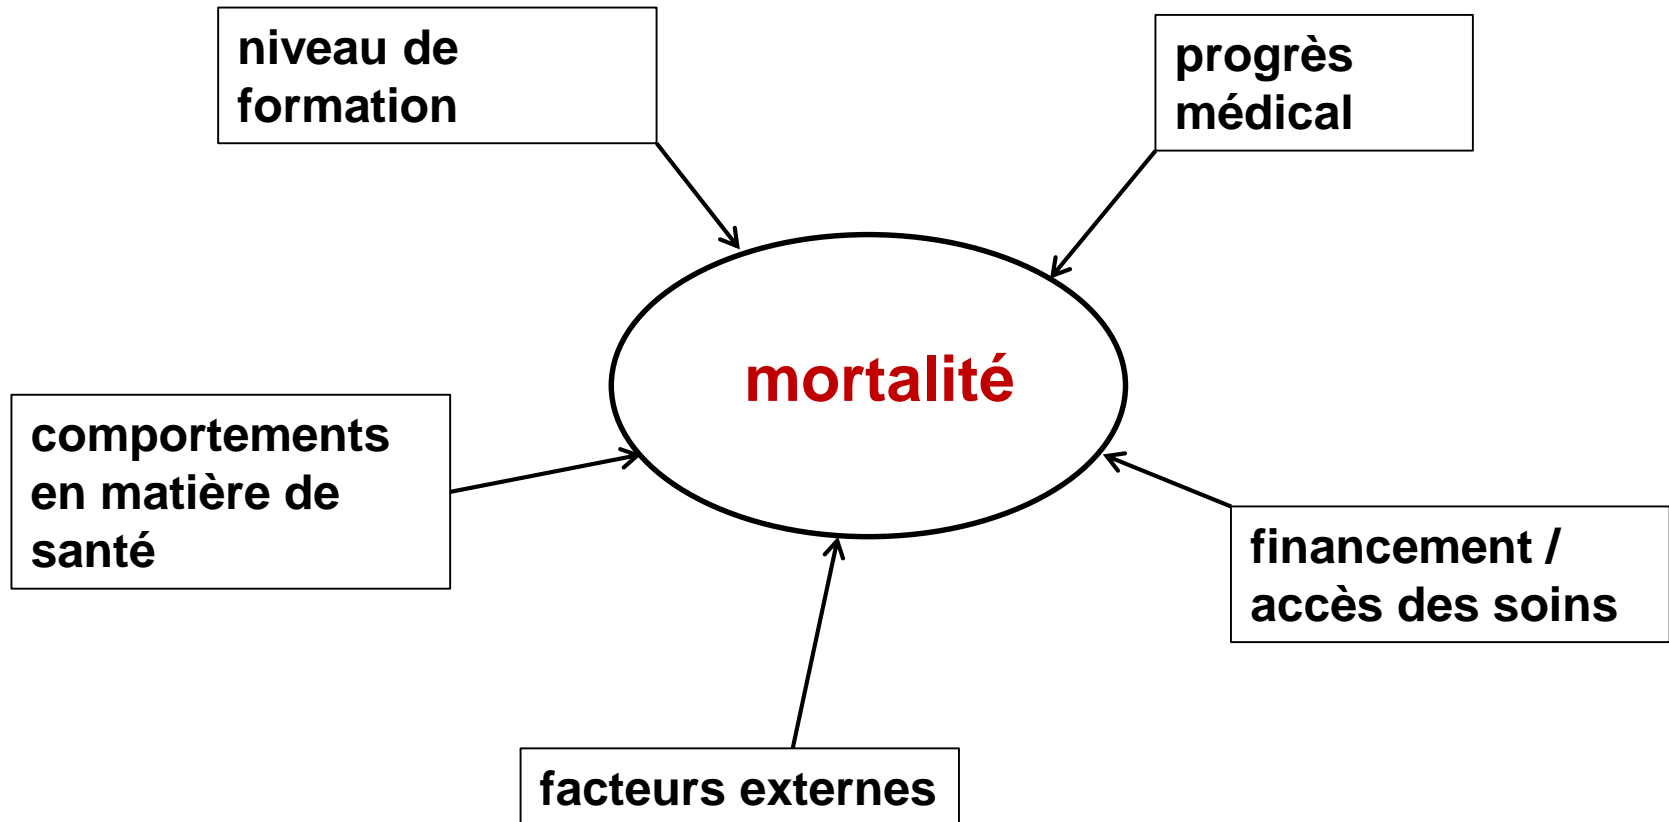 niveau de
formation
progrès
médical
mortalité
comportements
en matière de
santé
financement /
accès des soins
facteurs externes